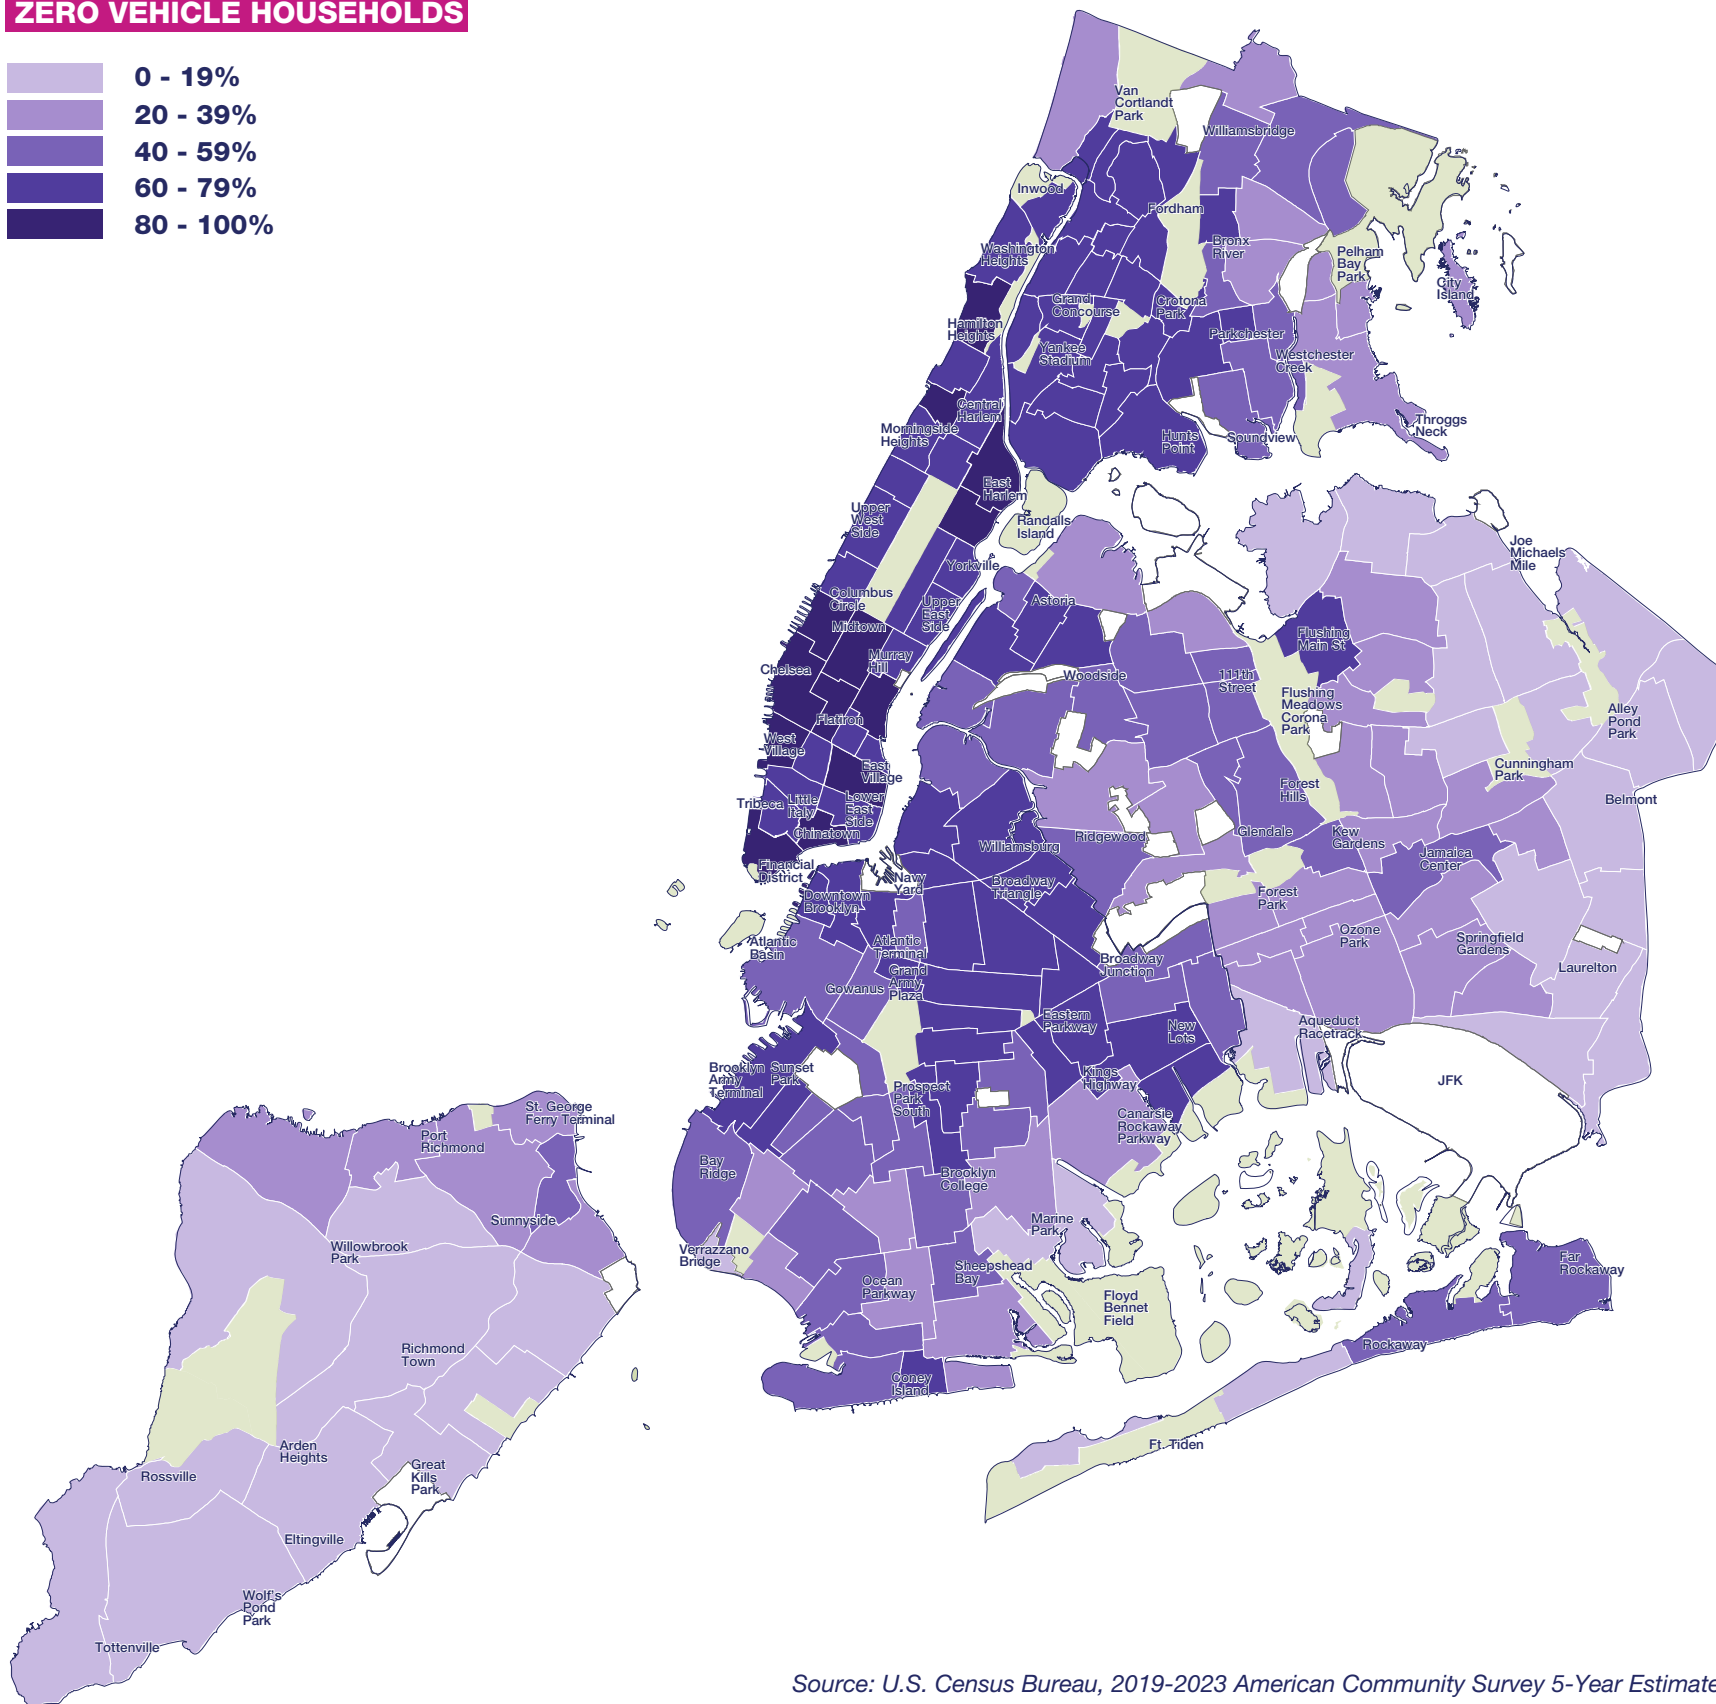 ZERO VEHICLE HOUSEHOLDS
0 - 19%
20 - 39%
40 - 59%
60 - 79%
80 - 100%
Van
Cortlandt
Park
Williamsbridge
Inwood
Fordham
Washington
Heights
Bronx
River
Pelham
Bay
Park
City
Island
Grand
Concourse
Crotona
Park
Hamilton
Heights
Yankee
Stadium
Parkchester
Westchester
Creek
Central
Harlem
Morningside
Heights
Hunts
Point
Soundview
Throggs
Neck
East
Harlem
Upper
West
Side
Randalls
Island
Joe
Michaels
Mile
Yorkville
Columbus
Circle
Upper
East
Side
Astoria
Midtown
Flushing
Main St
Murray
Hill
Chelsea
Woodside
111th
Street
Flushing
Meadows
Corona
Park
Flatiron
Alley
Pond
Park
West
Village
East
Village
Cunningham
Park
Forest
Hills
Belmont
Tribeca
Little
Italy
Lower
East
Side
Chinatown
Williamsburg
Ridgewood
Glendale
Kew
Gardens
Jamaica
Center
Financial
District
Navy
Yard
Broadway
Triangle
Downtown
Brooklyn
Forest
Park
Atlantic
Basin
Atlantic
Terminal
Ozone
Park
Springfield
Gardens
Broadway
Junction
Laurelton
Gowanus
Grand
Army
Plaza
Eastern
Parkway
New
Lots
Aqueduct
Racetrack
Brooklyn
Army
Terminal
Sunset
Park
Prospect
Park
South
Kings
Highway
JFK
Canarsie
Rockaway
Parkway
St. George
Ferry Terminal
Port
Richmond
Bay
Ridge
Brooklyn
College
Sunnyside
Marine
Park
Willowbrook
Park
Verrazzano
Bridge
Sheepshead
Bay
Far
Rockaway
Ocean
Parkway
Floyd
Bennet
Field
Richmond
Town
Rockaway
Coney
Island
Ft. Tiden
Arden
Heights
Rossville
Great
Kills
Park
Eltingville
Wolf's
Pond
Park
Tottenville
Source: U.S. Census Bureau, 2019-2023 American Community Survey 5-Year Estimate